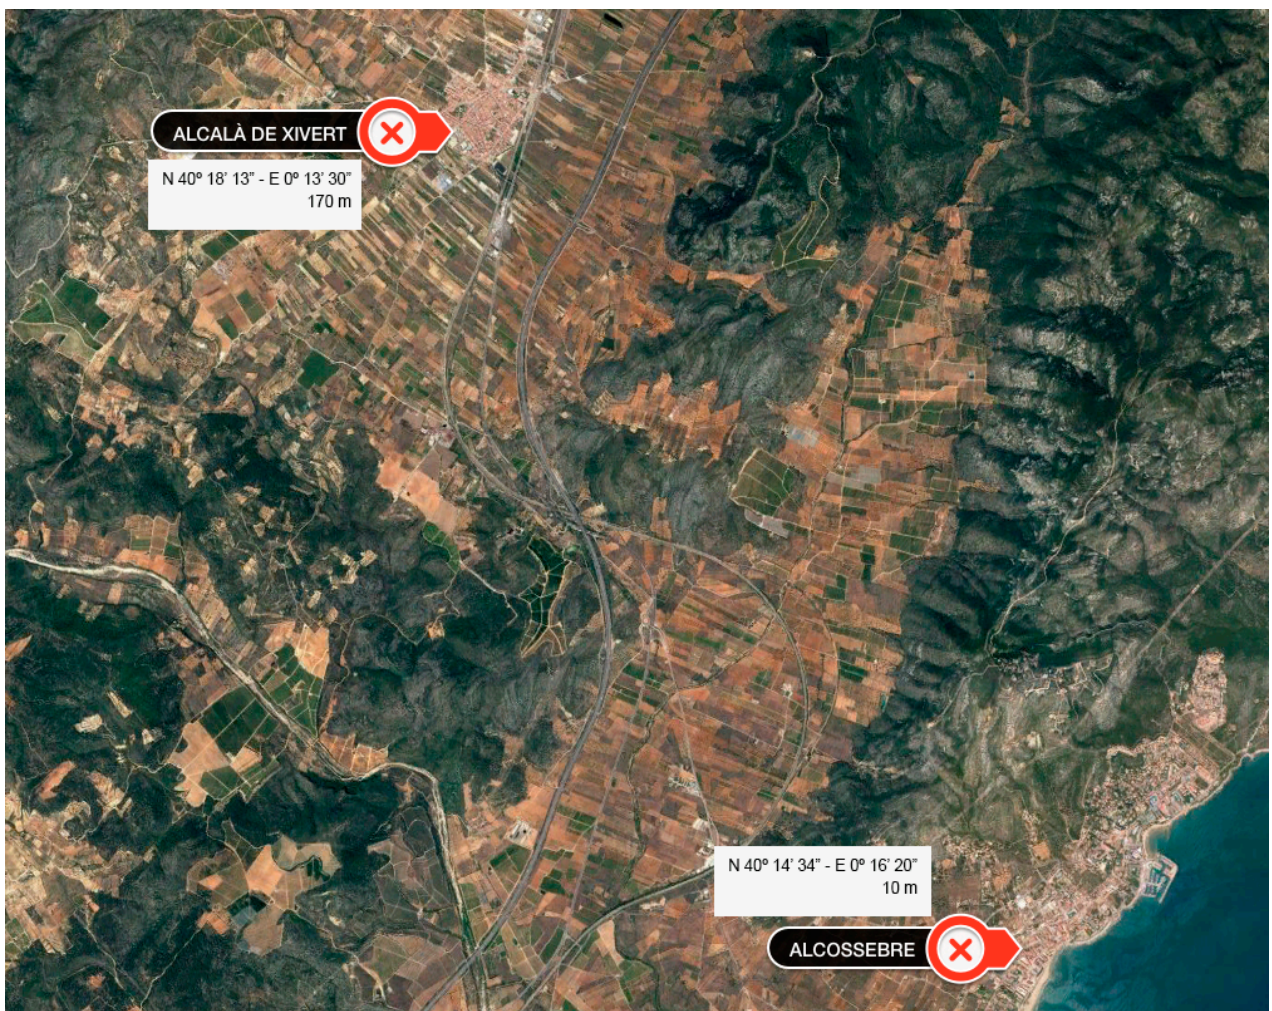 ALCALÀ DE XIVERT
N 40º 18’ 13” - E 0º 13’ 30”
170 m
N 40º 14’ 34” - E 0º 16’ 20”
10 m
ALCOSSEBRE